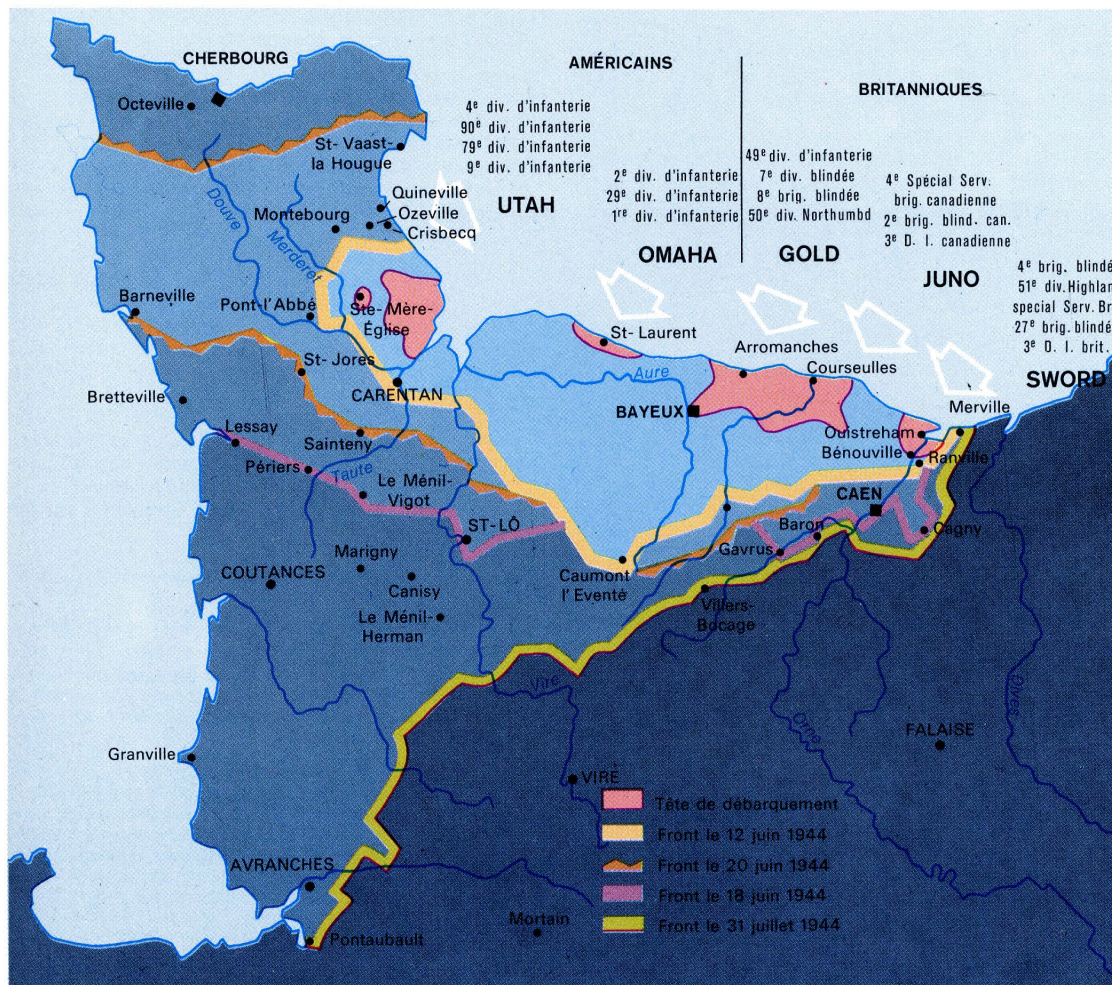 CHERBOURG
Octeville
St-Vaast-
la Hougue
AMÉRICAINS
BRITANNIQUES
4e div. d'infanterie
90e div. d'infanterie
79e div. d'infanterie
9e div. d'infanterie
UTAH
2e div. d'infanterie
29e div. d'infanterie
1re div. d'infanterie
OMAHA
49e div. d'infanterie
7e div. blindée
8e brig. blindée
50e div. Northumbd
GOLD
4e Spécial Serv.
brig. canadienne
2e brig. blind. can.
3e D. I. canadienne
JUNO
4e brig. blindé
51e div. Highlan
special Serv. Br
27e brig. blindé
3e D. I. brit.
SWORD
Quineville
Ozeville
Crisbecq
Montebourg
Douve
Merderet
Barneville
Pont-l'Abbé
Ste-Mère-
Église
St-Jores
CARENTAN
Bretteville
Lessay
Sainteny
Périers
Taute
Le Ménil-
Vigot
ST-LÔ
Marigny
COUTANCES
Canisy
Le Ménil-
Herman
St-Laurent
Aure
Arromanches
Courseulles
BAYEUX
Merville
Ouistreham
Bénouville
Ranville
CAEN
Cagny
Baron
Gavrus
Caumont
l'Eventé
Villers-
Bocage
Vire
Orne
Dives
FALAISE
Granville
VIRE
AVRANCHES
Mortain
Pontaubault
Tête de débarquement
Front le 12 juin 1944
Front le 20 juin 1944
Front le 18 juin 1944
Front le 31 juillet 1944